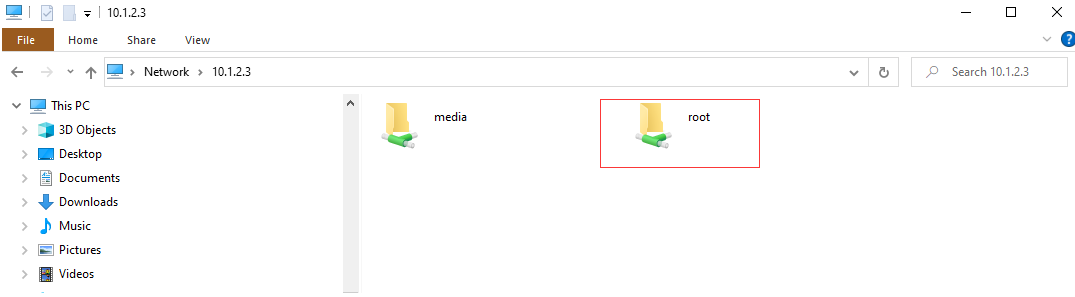 10.1.2.3
File Home Share View
Network 10.1.2.3 Search 10.1.2.3
This PC
3D Objects
Desktop
Documents
Downloads
Music
Pictures
Videos
media root